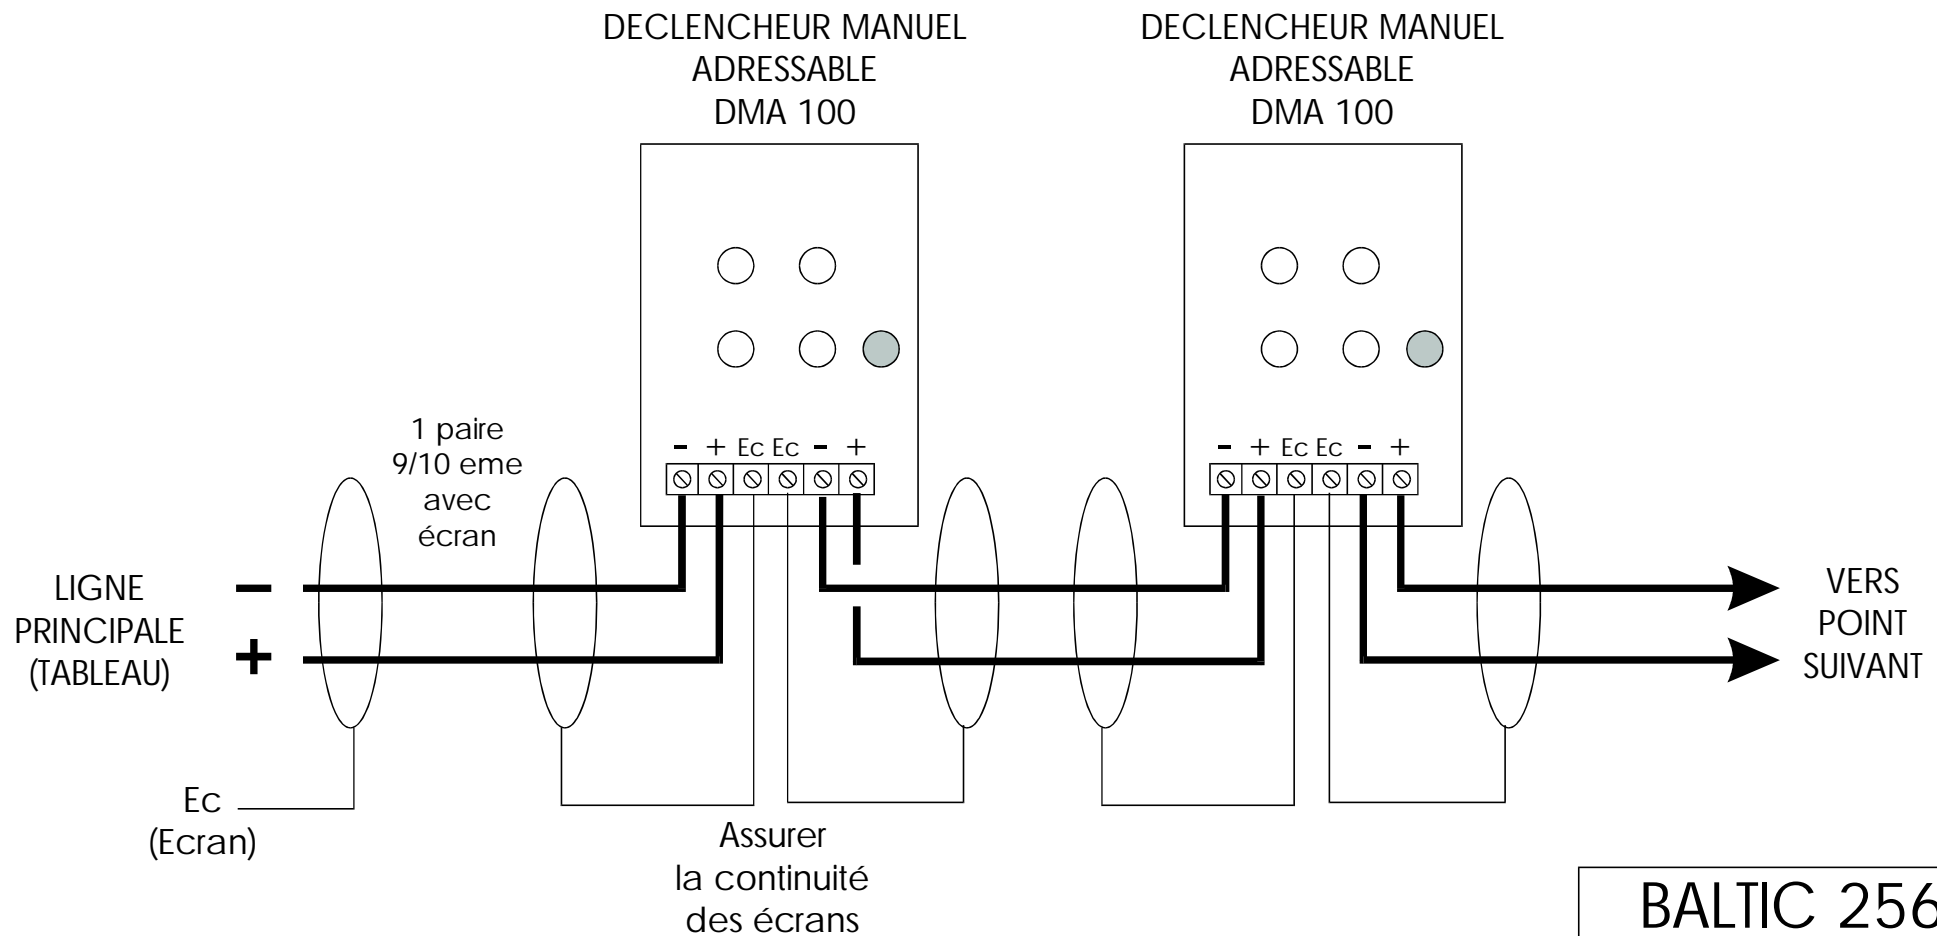 DECLENCHEUR MANUEL
ADRESSABLE
DMA 100
DECLENCHEUR MANUEL
ADRESSABLE
DMA 100
1 paire
9/10 eme
avec
écran
- + Ec Ec - +
- + Ec Ec - +
LIGNE
PRINCIPALE
(TABLEAU)
-
+
VERS
POINT
SUIVANT
Ec
(Ecran)
Assurer
la continuité
des écrans
BALTIC 256